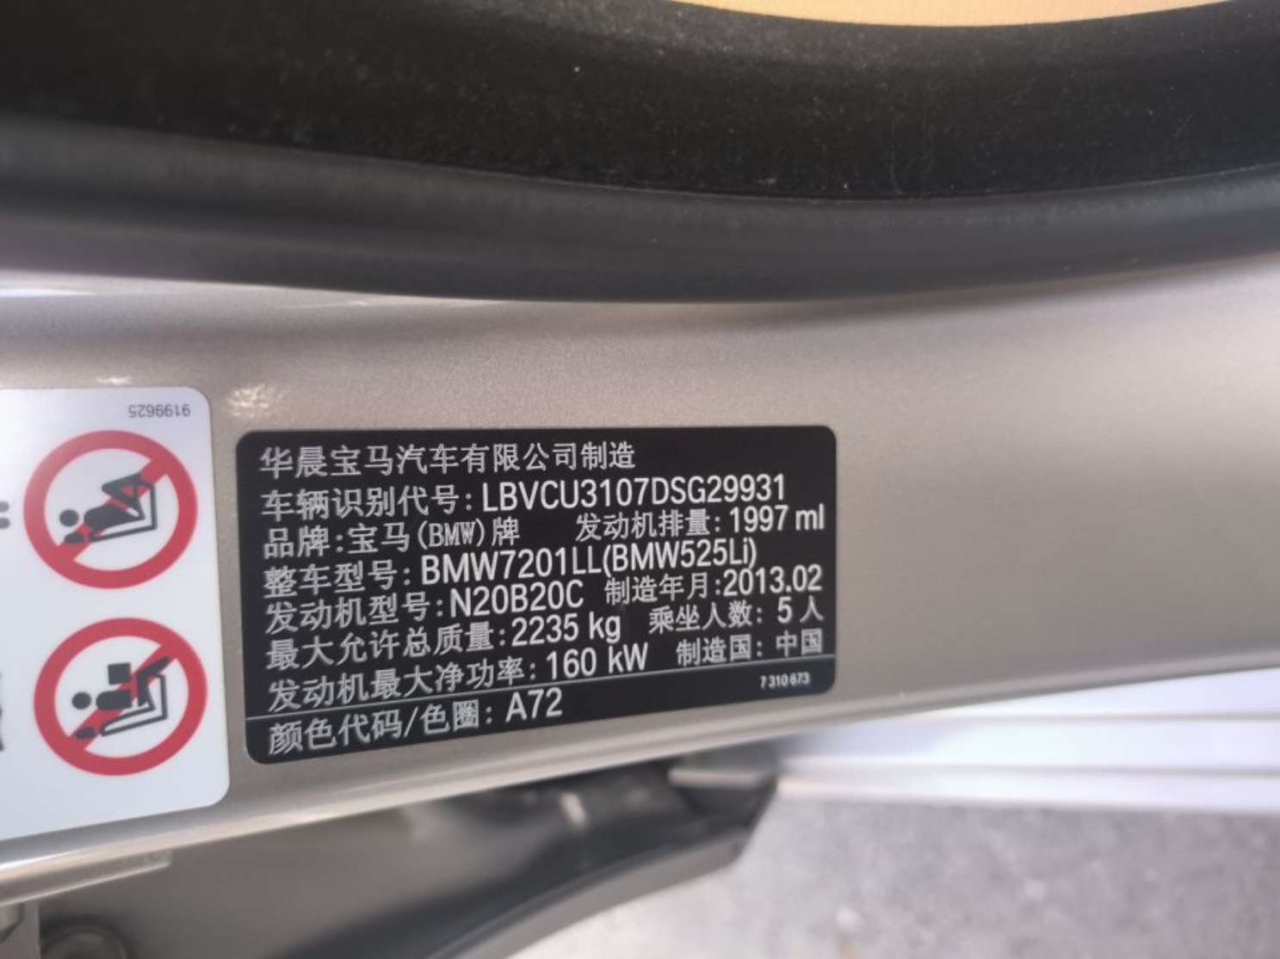 9199625
华晨宝马汽车有限公司制造
车辆识别代号: LBVCU3107DSG29931
品牌:宝马(BMW)牌 发动机排量: 1997 ml
整车型号: BMW7201LL(BMW525Li)
发动机型号: N20B20C 制造年月:2013.02
最大允许总质量: 2235 kg 乘坐人数: 5 人
发动机最大净功率: 160 kW 制造国: 中国
颜色代码/色圈: A72
7 310 673